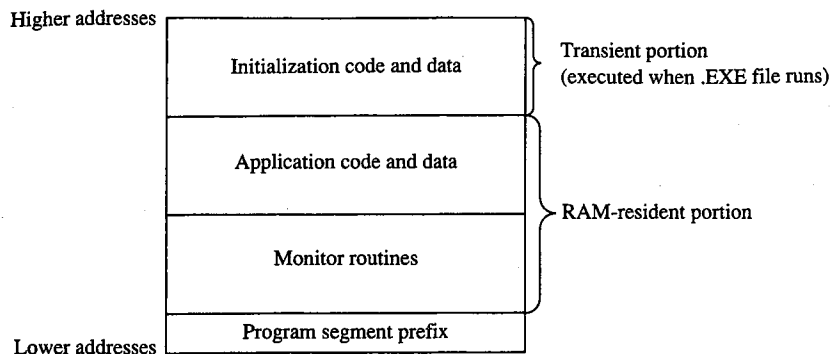 Higher addresses
Initialization code and data
Transient portion
(executed when .EXE file runs)
Application code and data
RAM-resident portion
Monitor routines
Program segment prefix
Lower addresses